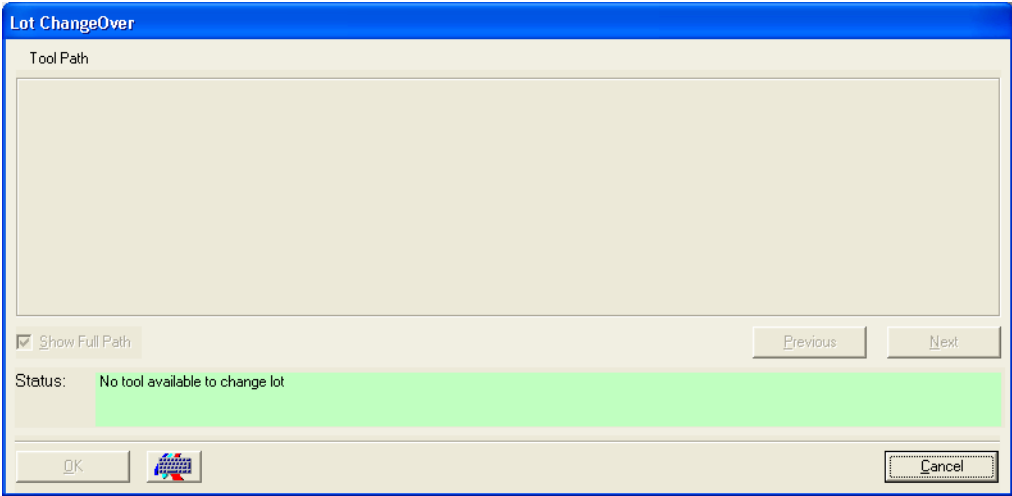 Lot ChangeOver
Tool Path
Show Full Path
Previous
Next
Status:
No tool available to change lot
OK
Cancel